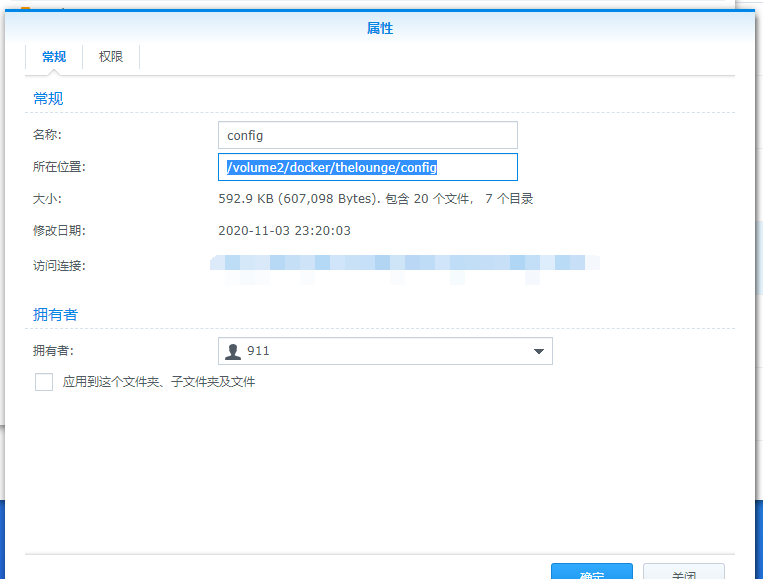 属性
常规 权限
常规
名称: config
所在位置: /volume2/docker/thelounge/config
大小: 592.9 KB (607,098 Bytes). 包含 20 个文件， 7 个目录
修改日期: 2020-11-03 23:20:03
访问连接:
拥有者
拥有者: 911
应用到这个文件夹、子文件夹及文件
确定 关闭